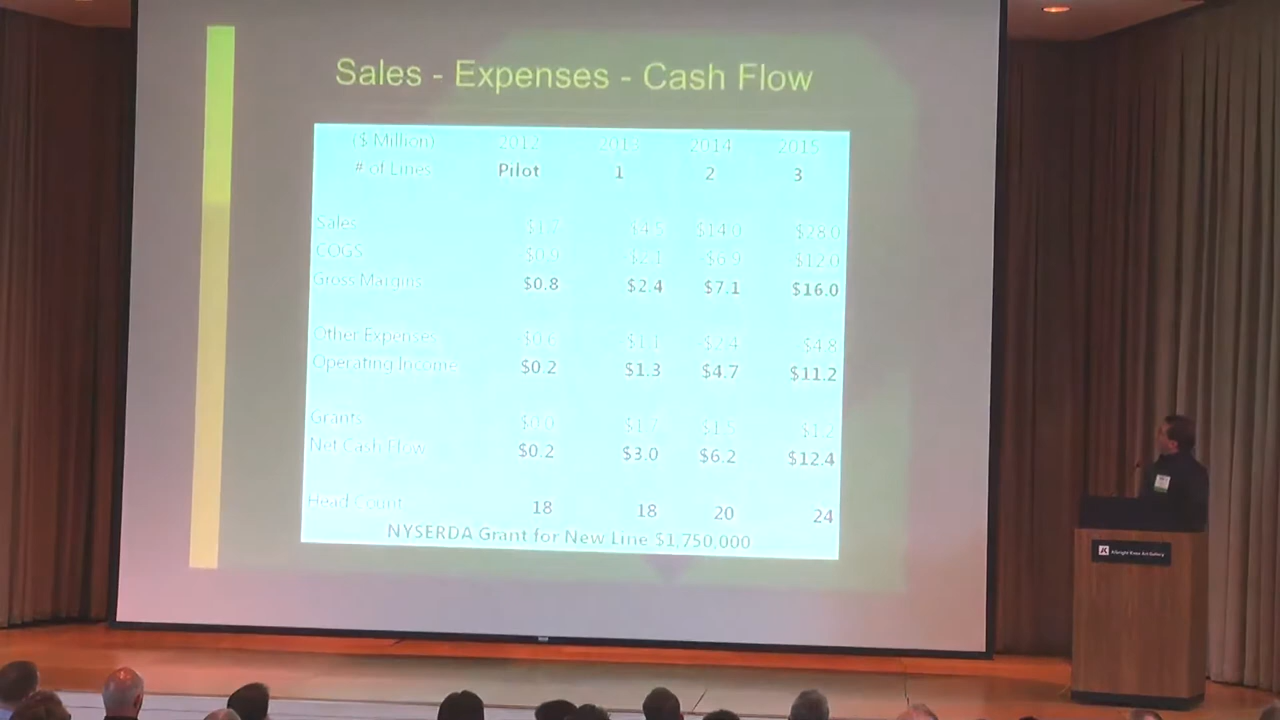 Sales - Expenses - Cash Flow
($ Million) 2012 2013 2014 2015
# of Lines Pilot 1 2 3
Sales $1.7 $4.5 $14.0 $28.0
COGS $0.9 $2.1 -$6.9 $12.0
Gross Margins $0.8 $2.4 $7.1 $16.0
Other Expenses -$0.6 $1.1 -$2.4 -$4.8
Operating Income $0.2 $1.3 $4.7 $11.2
Grants $0.0 $1.7 $1.5 $1.2
Net Cash Flow $0.2 $3.0 $6.2 $12.4
Head Count 18 18 20 24
NYSERDA Grant for New Line $1,750,000
Albright Knox Art Gallery